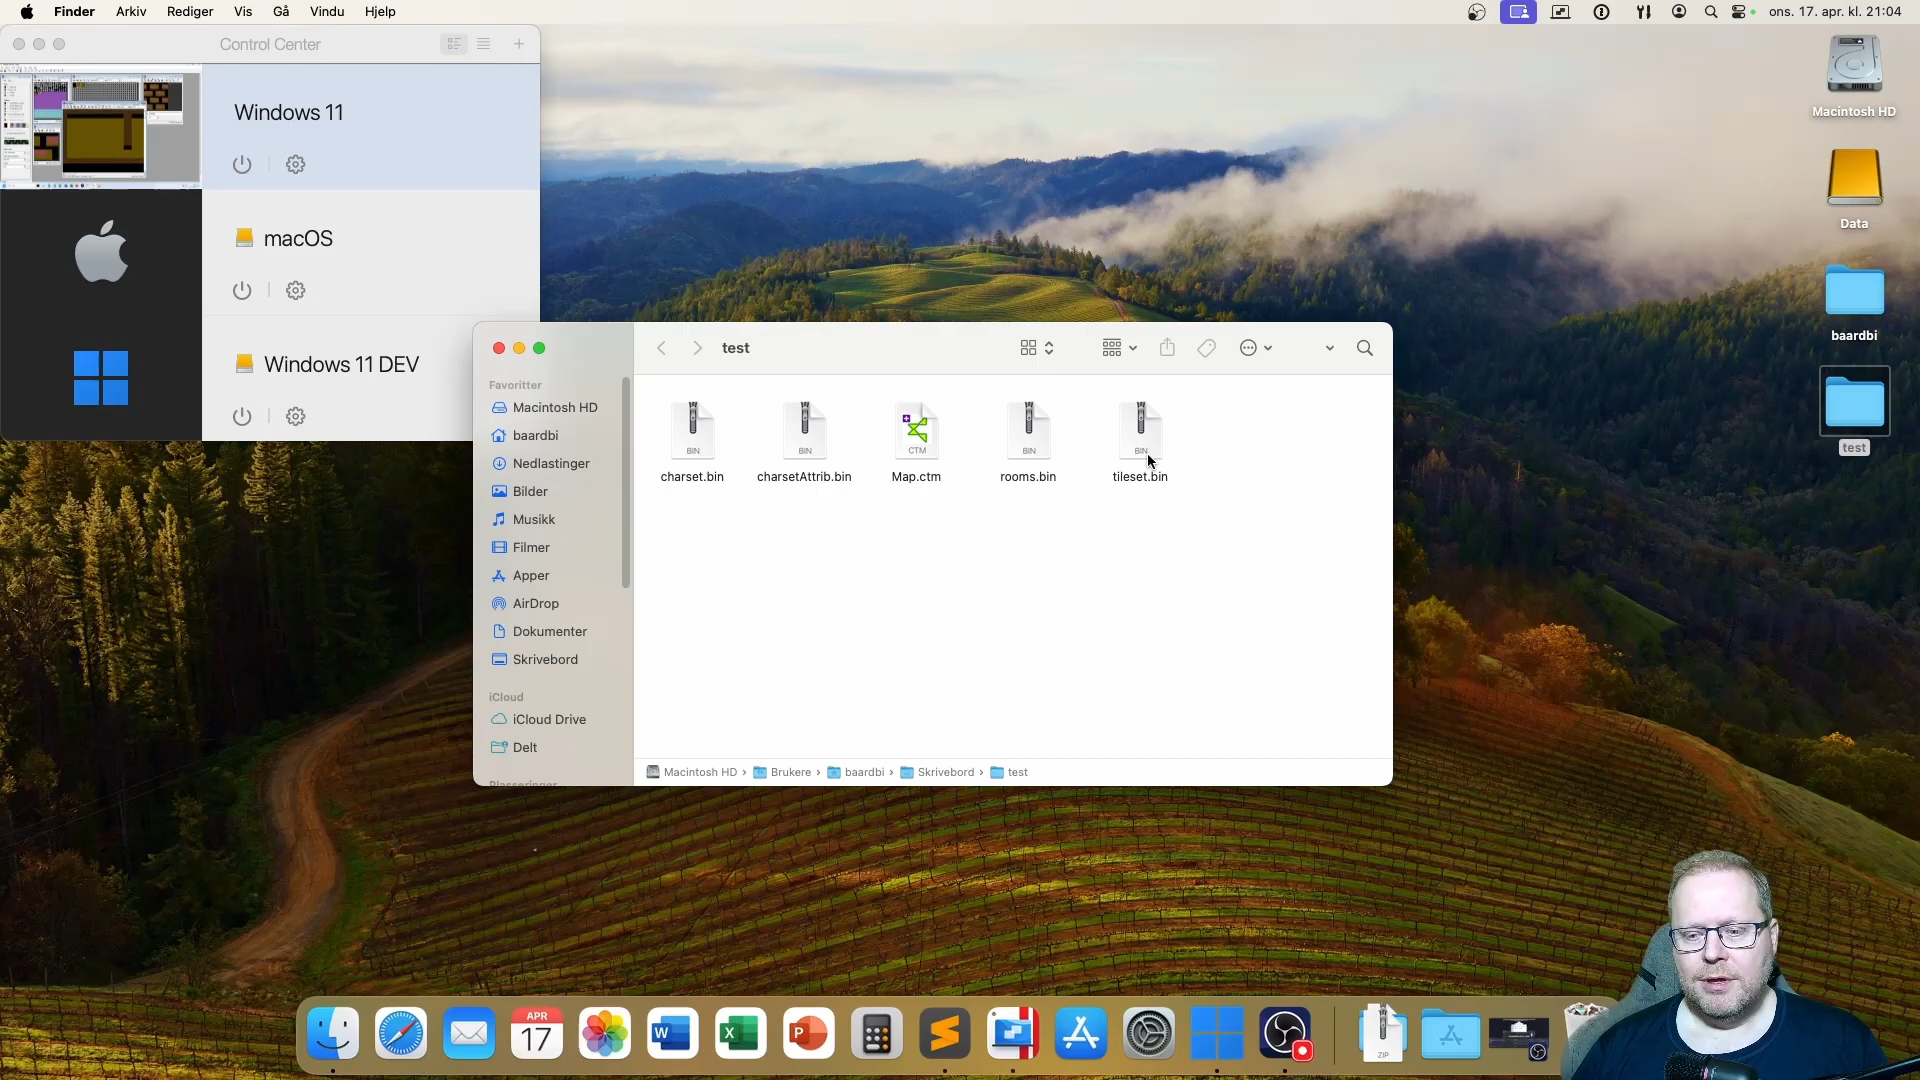 Finder Arkiv Rediger Vis Gå Vindu Hjelp ons. 17. apr. kl. 21:04
Control Center
Windows 11
macOS
Windows 11 DEV
Macintosh HD
Data
baardbi
test
test
Favoritter
Macintosh HD
baardbi
Nedlastinger
Bilder
Musikk
Filmer
Apper
AirDrop
Dokumenter
Skrivebord
iCloud
iCloud Drive
Delt
Plasseringer
BIN BIN CTM BIN BIN
charset.bin charsetAttrib.bin Map.ctm rooms.bin tileset.bin
Macintosh HD › Brukere › baardbi › Skrivebord › test
APR
17
W
X
P
ZIP